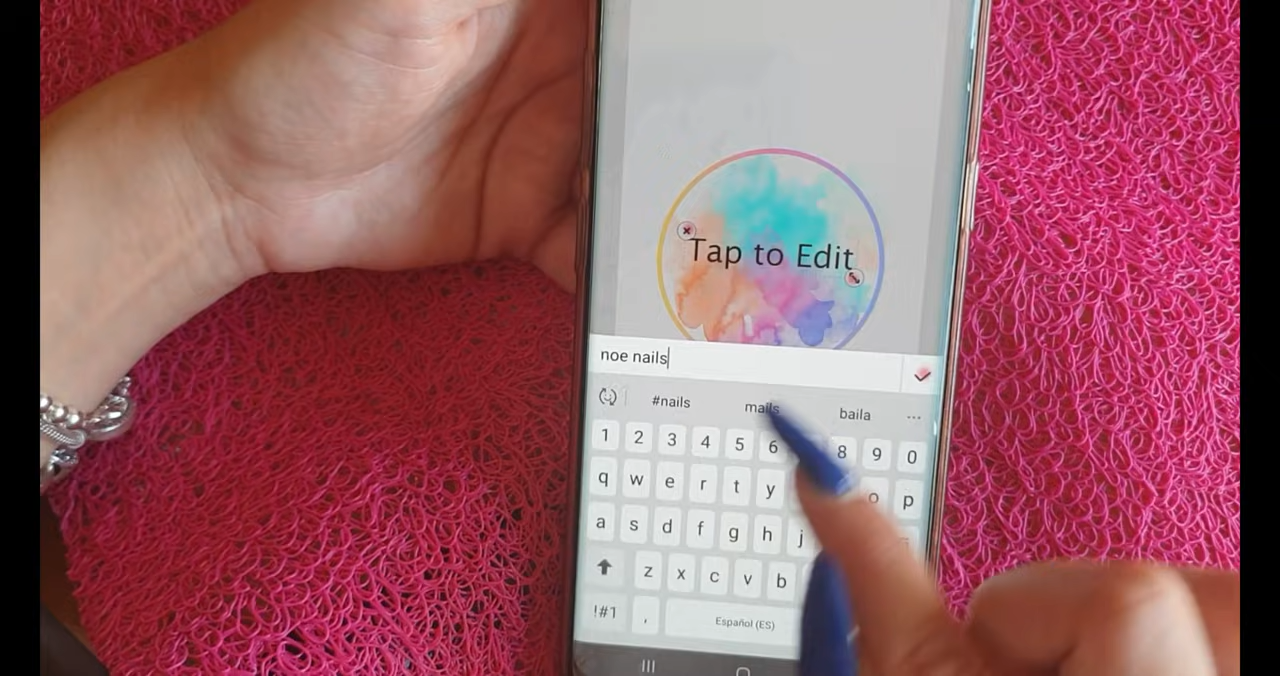 Tap to Edit
noe nails
#nails mails baila ...
1 2 3 4 5 6 8 9 0
q w e r t y o p
a s d f g h j
z x c v b
!#1 , Español (ES)